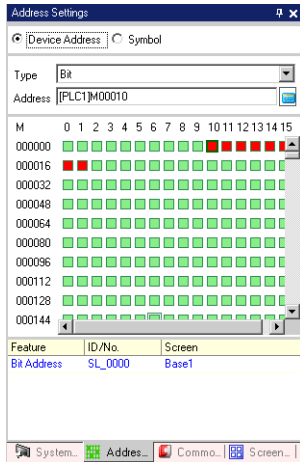 Address Settings
Device Address Symbol
Type Bit
Address [PLC1]M00010
M 0 1 2 3 4 5 6 7 8 9 10 11 12 13 14 15
000000
000016
000032
000048
000064
000080
000096
000112
000128
000144
Feature ID/No. Screen
Bit Address SL_0000 Base1
System... Addres... Commo... Screen...